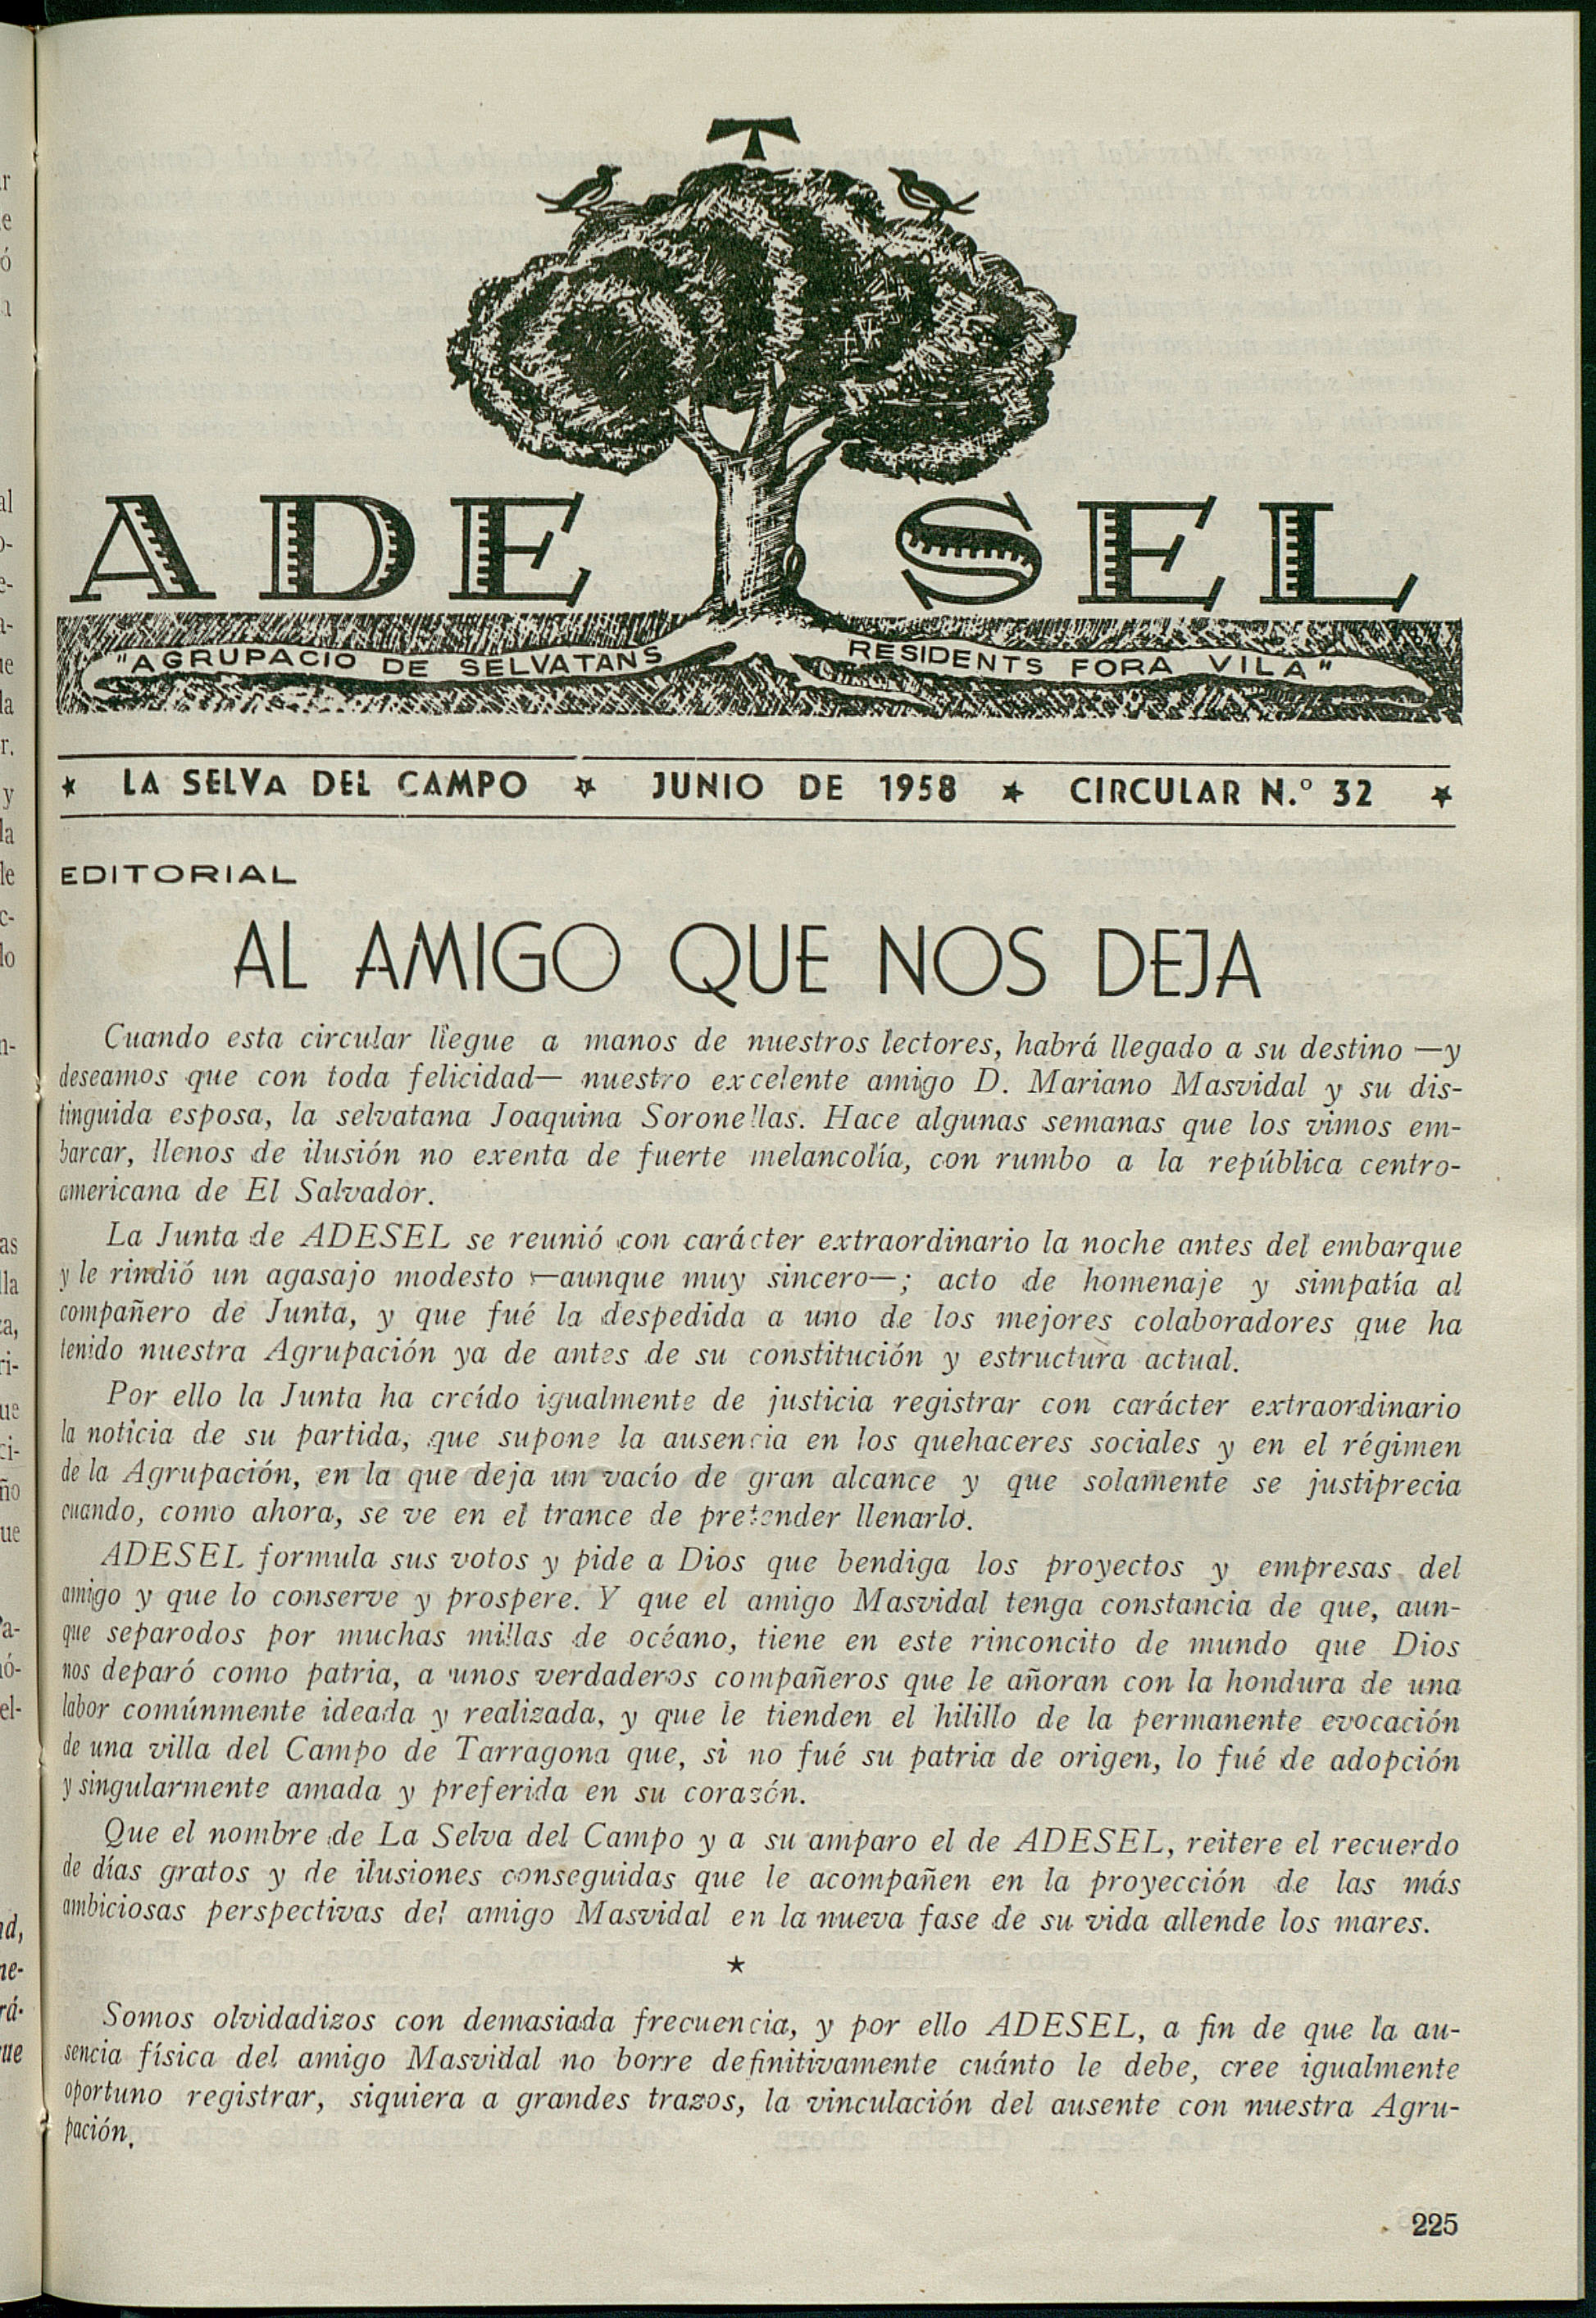 ADESEL
"AGRUPACIO DE SELVATANS RESIDENTS FORA VILA"
★ LA SELVA DEL CAMPO ★ JUNIO DE 1958 ★ CIRCULAR N.º 32 ★
EDITORIAL
AL AMIGO QUE NOS DEJA
Cuando esta circular llegue a manos de nuestros lectores, habrá llegado a su destino —y
deseamos que con toda felicidad— nuestro excelente amigo D. Mariano Masvidal y su dis-
tinguida esposa, la selvatana Joaquina Soronellas. Hace algunas semanas que los vimos em-
barcar, llenos de ilusión no exenta de fuerte melancolía, con rumbo a la república centro-
americana de El Salvador.
La Junta de ADESEL se reunió con carácter extraordinario la noche antes del embarque
y le rindió un agasajo modesto —aunque muy sincero—; acto de homenaje y simpatía al
compañero de Junta, y que fué la despedida a uno de los mejores colaboradores que ha
tenido nuestra Agrupación ya de antes de su constitución y estructura actual.
Por ello la Junta ha creído igualmente de justicia registrar con carácter extraordinario
la noticia de su partida, que supone la ausencia en los quehaceres sociales y en el régimen
de la Agrupación, en la que deja un vacío de gran alcance y que solamente se justiprecia
cuando, como ahora, se ve en el trance de pretender llenarlo.
ADESEL formula sus votos y pide a Dios que bendiga los proyectos y empresas del
amigo y que lo conserve y prospere. Y que el amigo Masvidal tenga constancia de que, aun-
que separodos por muchas millas de océano, tiene en este rinconcito de mundo que Dios
nos deparó como patria, a unos verdaderos compañeros que le añoran con la hondura de una
labor comúnmente ideada y realizada, y que le tienden el hilillo de la permanente evocación
de una villa del Campo de Tarragona que, si no fué su patria de origen, lo fué de adopción
y singularmente amada y preferida en su corazón.
Que el nombre de La Selva del Campo y a su amparo el de ADESEL, reitere el recuerdo
de días gratos y de ilusiones conseguidas que le acompañen en la proyección de las más
ambiciosas perspectivas del amigo Masvidal en la nueva fase de su vida allende los mares.
★
Somos olvidadizos con demasiada frecuencia, y por ello ADESEL, a fin de que la au-
sencia física del amigo Masvidal no borre definitivamente cuánto le debe, cree igualmente
oportuno registrar, siquiera a grandes trazos, la vinculación del ausente con nuestra Agru-
pación.
225